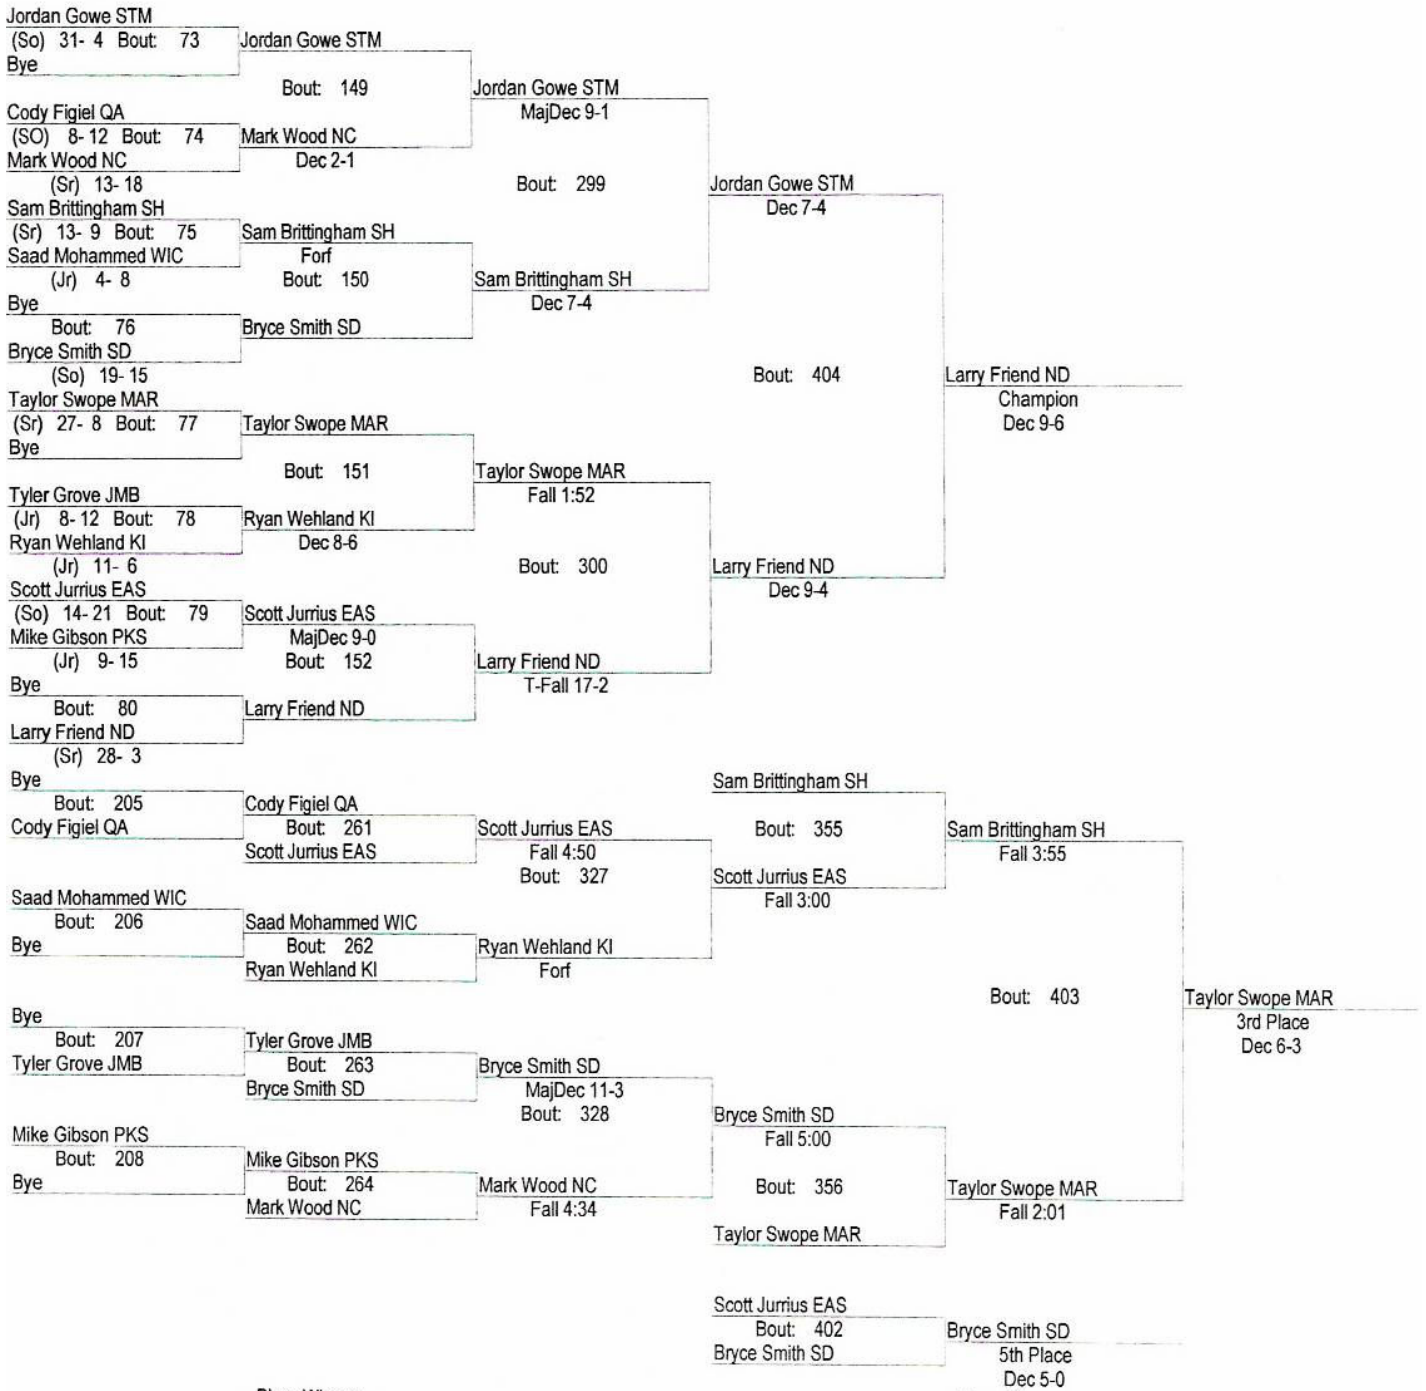 Jordan Gowe STM
(So) 31- 4 Bout: 73
Bye
Jordan Gowe STM
Bout: 149
Cody Figiel QA
(SO) 8- 12 Bout: 74
Mark Wood NC
(Sr) 13- 18
Mark Wood NC
Dec 2-1
Jordan Gowe STM
MajDec 9-1
Bout: 299
Sam Brittingham SH
(Sr) 13- 9 Bout: 75
Saad Mohammed WIC
(Jr) 4- 8
Sam Brittingham SH
Forf
Bout: 150
Bye
Bout: 76
Bryce Smith SD
(So) 19- 15
Bryce Smith SD
Sam Brittingham SH
Dec 7-4
Jordan Gowe STM
Dec 7-4
Bout: 404
Taylor Swope MAR
(Sr) 27- 8 Bout: 77
Bye
Taylor Swope MAR
Bout: 151
Tyler Grove JMB
(Jr) 8- 12 Bout: 78
Ryan Wehland KI
(Jr) 11- 6
Ryan Wehland KI
Dec 8-6
Taylor Swope MAR
Fall 1:52
Bout: 300
Scott Jurrius EAS
(So) 14- 21 Bout: 79
Mike Gibson PKS
(Jr) 9- 15
Scott Jurrius EAS
MajDec 9-0
Bout: 152
Bye
Bout: 80
Larry Friend ND
(Sr) 28- 3
Larry Friend ND
Larry Friend ND
T-Fall 17-2
Larry Friend ND
Dec 9-4
Larry Friend ND
Champion
Dec 9-6
Bye
Bout: 205
Cody Figiel QA
Cody Figiel QA
Bout: 261
Scott Jurrius EAS
Scott Jurrius EAS
Fall 4:50
Bout: 327
Saad Mohammed WIC
Bout: 206
Bye
Saad Mohammed WIC
Bout: 262
Ryan Wehland KI
Ryan Wehland KI
Forf
Sam Brittingham SH
Bout: 355
Scott Jurrius EAS
Fall 3:00
Sam Brittingham SH
Fall 3:55
Bout: 403
Bye
Bout: 207
Tyler Grove JMB
Tyler Grove JMB
Bout: 263
Bryce Smith SD
Bryce Smith SD
MajDec 11-3
Bout: 328
Mike Gibson PKS
Bout: 208
Bye
Mike Gibson PKS
Bout: 264
Mark Wood NC
Mark Wood NC
Fall 4:34
Bryce Smith SD
Fall 5:00
Bout: 356
Taylor Swope MAR
Taylor Swope MAR
Fall 2:01
Taylor Swope MAR
3rd Place
Dec 6-3
Scott Jurrius EAS
Bout: 402
Bryce Smith SD
Bryce Smith SD
5th Place
Dec 5-0